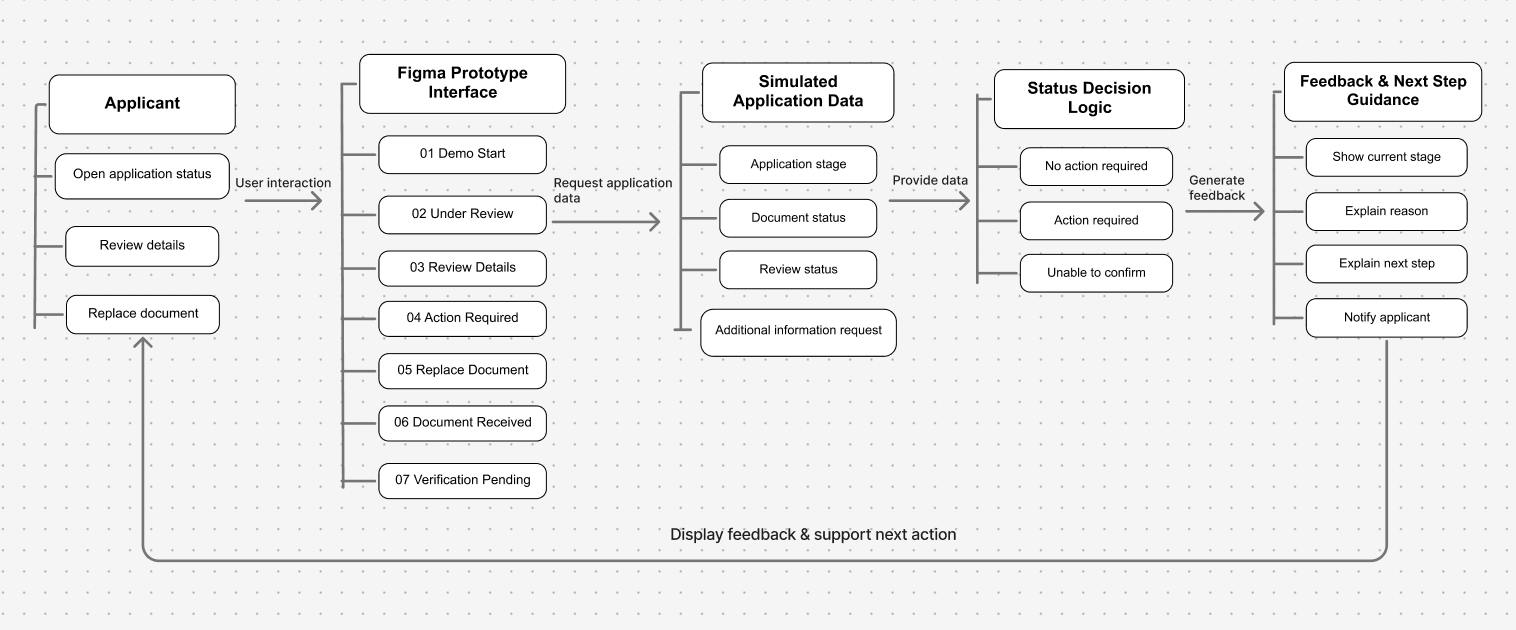 Applicant
Open application status
Review details
Replace document
User interaction
Figma Prototype
Interface
01 Demo Start
02 Under Review
03 Review Details
04 Action Required
05 Replace Document
06 Document Received
07 Verification Pending
Request application
data
Simulated
Application Data
Application stage
Document status
Review status
Additional information request
Provide data
Status Decision
Logic
No action required
Action required
Unable to confirm
Generate
feedback
Feedback & Next Step
Guidance
Show current stage
Explain reason
Explain next step
Notify applicant
Display feedback & support next action